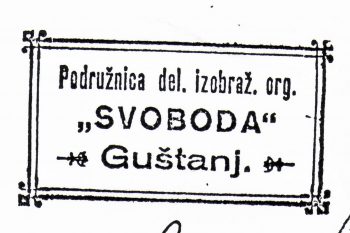 Podružnica del. izobraž. org.
„SVOBODA“
Guštanj.